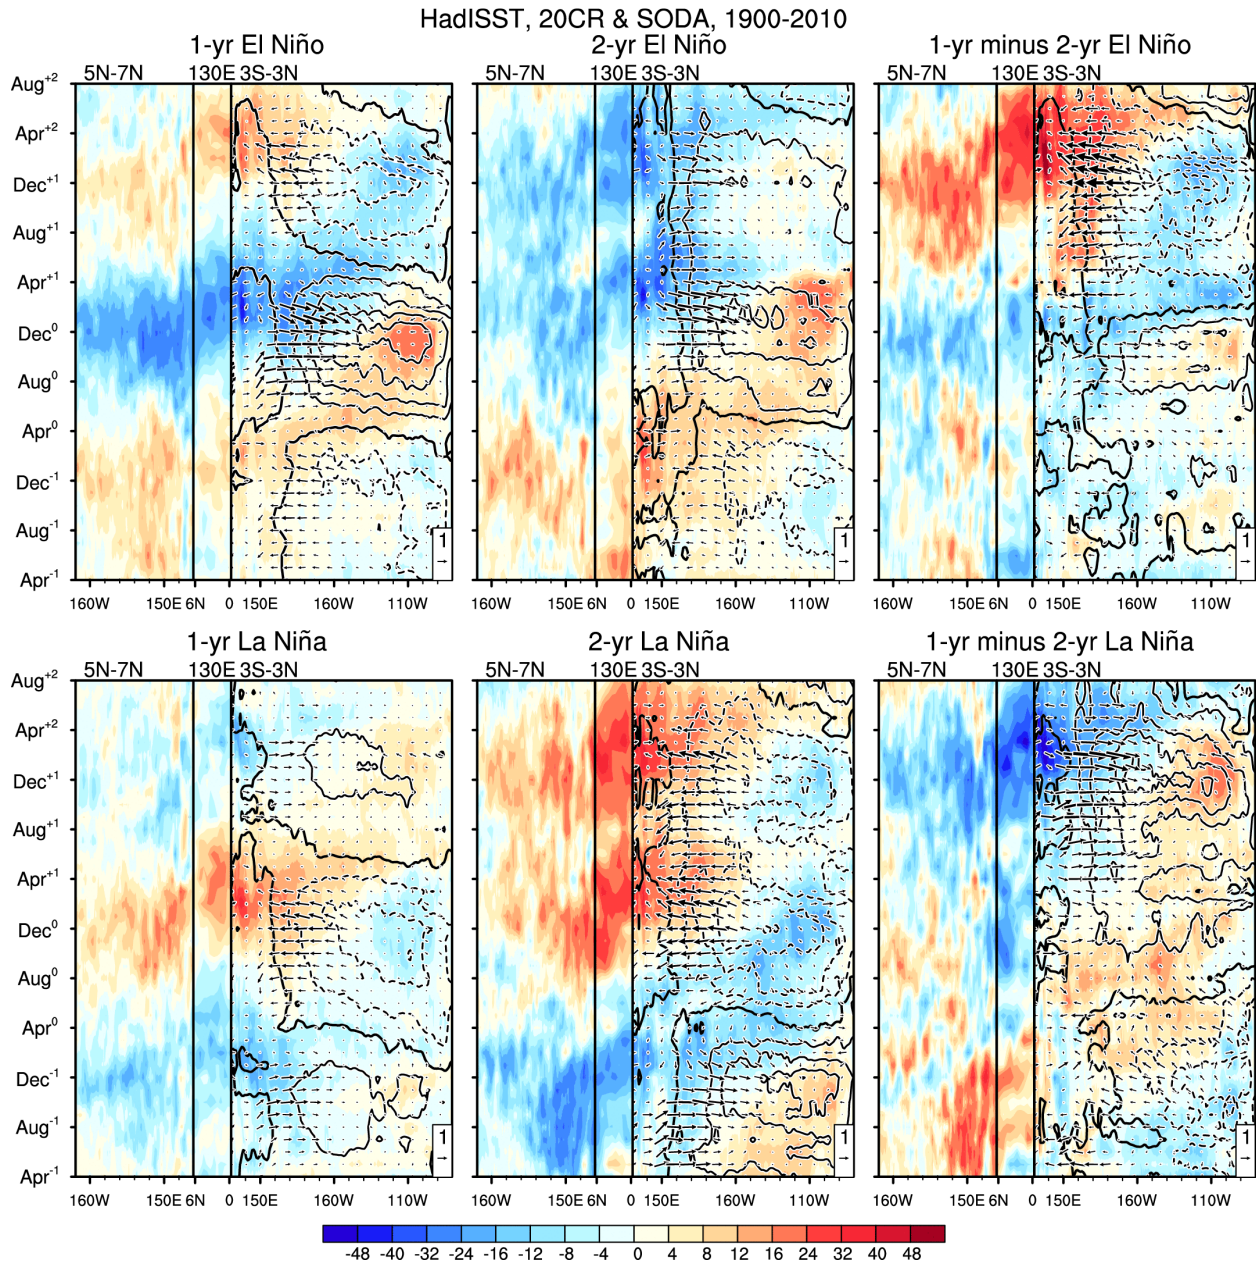 HadISST, 20CR & SODA, 1900-2010
1-yr El Niño 2-yr El Niño 1-yr minus 2-yr El Niño
5N-7N 130E 3S-3N 5N-7N 130E 3S-3N 5N-7N 130E 3S-3N
Aug+2
Apr+2
Dec+1
Aug+1
Apr+1
Dec0
Aug0
Apr0
Dec-1
Aug-1
1 1 1
Apr-1
160W 150E 6N 0 150E 160W 110W 160W 150E 6N 0 150E 160W 110W 160W 150E 6N 0 150E 160W 110W
1-yr La Niña 2-yr La Niña 1-yr minus 2-yr La Niña
5N-7N 130E 3S-3N 5N-7N 130E 3S-3N 5N-7N 130E 3S-3N
Aug+2
Apr+2
Dec+1
Aug+1
Apr+1
Dec0
Aug0
Apr0
Dec-1
Aug-1
1 1 1
Apr-1
160W 150E 6N 0 150E 160W 110W 160W 150E 6N 0 150E 160W 110W 160W 150E 6N 0 150E 160W 110W
-48 -40 -32 -24 -16 -12 -8 -4 0 4 8 12 16 24 32 40 48